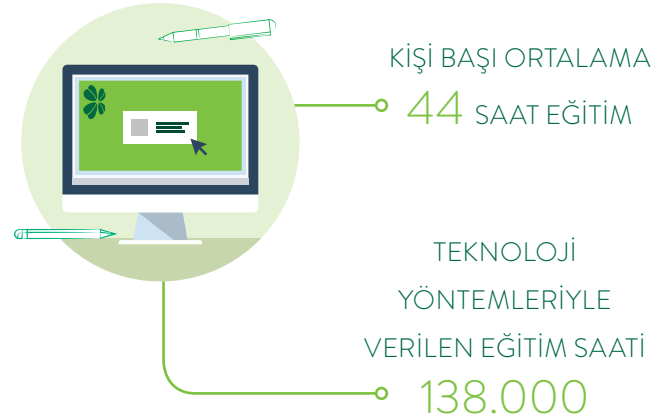 KİŞİ BAŞI ORTALAMA
44 SAAT EĞİTİM
TEKNOLOJİ
YÖNTEMLERİYLE
VERİLEN EĞİTİM SAATİ
138.000